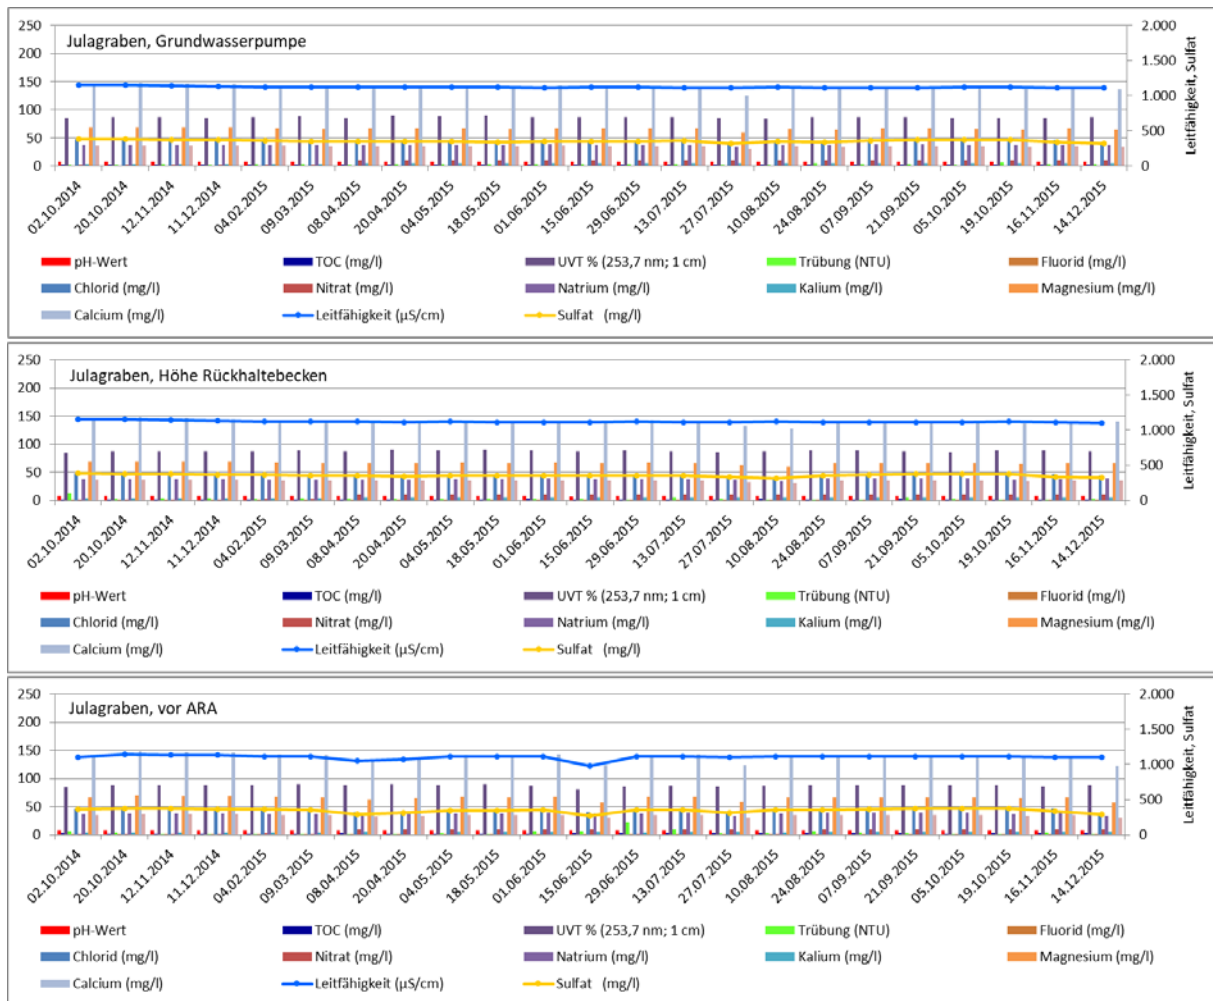 Julagraben, Grundwasserpumpe
250
200
150
100
50
0
2.000
1.500
1.000
500
0
Leitfähigkeit, Sulfat
02.10.2014 20.10.2014 12.11.2014 11.12.2014 04.02.2015 09.03.2015 08.04.2015 20.04.2015 04.05.2015 18.05.2015 01.06.2015 15.06.2015 29.06.2015 13.07.2015 27.07.2015 10.08.2015 24.08.2015 07.09.2015 21.09.2015 05.10.2015 19.10.2015 16.11.2015 14.12.2015
pH-Wert TOC (mg/l) UVT % (253,7 nm; 1 cm) Trübung (NTU) Fluorid (mg/l)
Chlorid (mg/l) Nitrat (mg/l) Natrium (mg/l) Kalium (mg/l) Magnesium (mg/l)
Calcium (mg/l) Leitfähigkeit (µS/cm) Sulfat (mg/l)
Julagraben, Höhe Rückhaltebecken
250
200
150
100
50
0
2.000
1.500
1.000
500
0
Leitfähigkeit, Sulfat
02.10.2014 20.10.2014 12.11.2014 11.12.2014 04.02.2015 09.03.2015 08.04.2015 20.04.2015 04.05.2015 18.05.2015 01.06.2015 15.06.2015 29.06.2015 13.07.2015 27.07.2015 10.08.2015 24.08.2015 07.09.2015 21.09.2015 05.10.2015 19.10.2015 16.11.2015 14.12.2015
pH-Wert TOC (mg/l) UVT % (253,7 nm; 1 cm) Trübung (NTU) Fluorid (mg/l)
Chlorid (mg/l) Nitrat (mg/l) Natrium (mg/l) Kalium (mg/l) Magnesium (mg/l)
Calcium (mg/l) Leitfähigkeit (µS/cm) Sulfat (mg/l)
Julagraben, vor ARA
250
200
150
100
50
0
2.000
1.500
1.000
500
0
Leitfähigkeit, Sulfat
02.10.2014 20.10.2014 12.11.2014 11.12.2014 04.02.2015 09.03.2015 08.04.2015 20.04.2015 04.05.2015 18.05.2015 01.06.2015 15.06.2015 29.06.2015 13.07.2015 27.07.2015 10.08.2015 24.08.2015 07.09.2015 21.09.2015 05.10.2015 19.10.2015 16.11.2015 14.12.2015
pH-Wert TOC (mg/l) UVT % (253,7 nm; 1 cm) Trübung (NTU) Fluorid (mg/l)
Chlorid (mg/l) Nitrat (mg/l) Natrium (mg/l) Kalium (mg/l) Magnesium (mg/l)
Calcium (mg/l) Leitfähigkeit (µS/cm) Sulfat (mg/l)